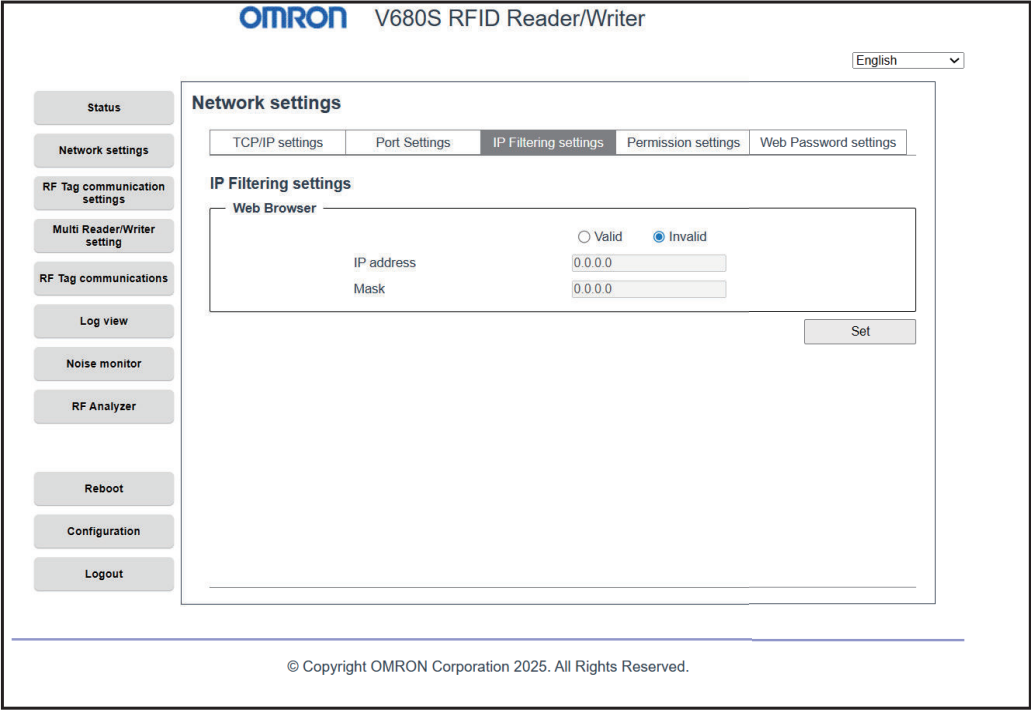 OMRON V680S RFID Reader/Writer
English
Status
Network settings
RF Tag communication
settings
Multi Reader/Writer
setting
RF Tag communications
Log view
Noise monitor
RF Analyzer
Reboot
Configuration
Logout
Network settings
TCP/IP settings Port Settings IP Filtering settings Permission settings Web Password settings
IP Filtering settings
Web Browser
Valid Invalid
IP address 0.0.0.0
Mask 0.0.0.0
Set
© Copyright OMRON Corporation 2025. All Rights Reserved.